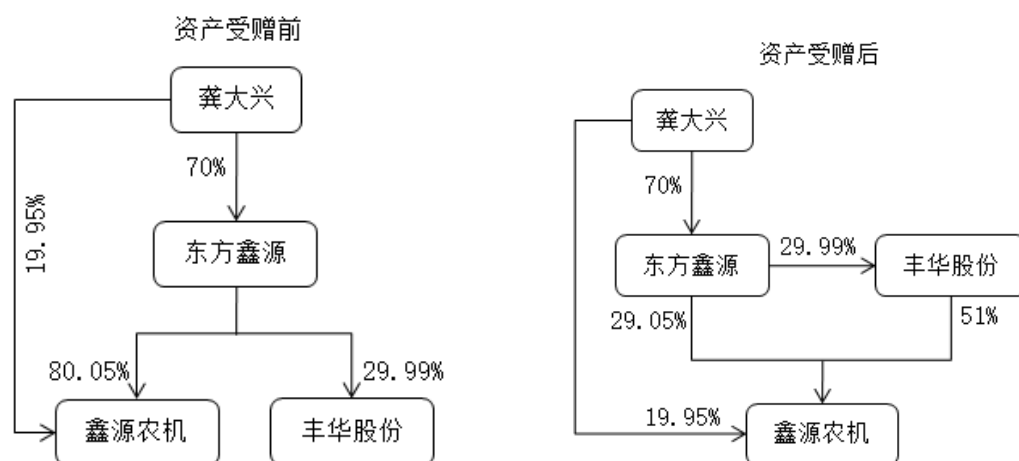 资产受赠前
龚大兴
70%
19.95%
东方鑫源
80.05%
29.99%
鑫源农机
丰华股份
资产受赠后
龚大兴
70%
东方鑫源
29.99%
丰华股份
29.05%
51%
19.95%
鑫源农机